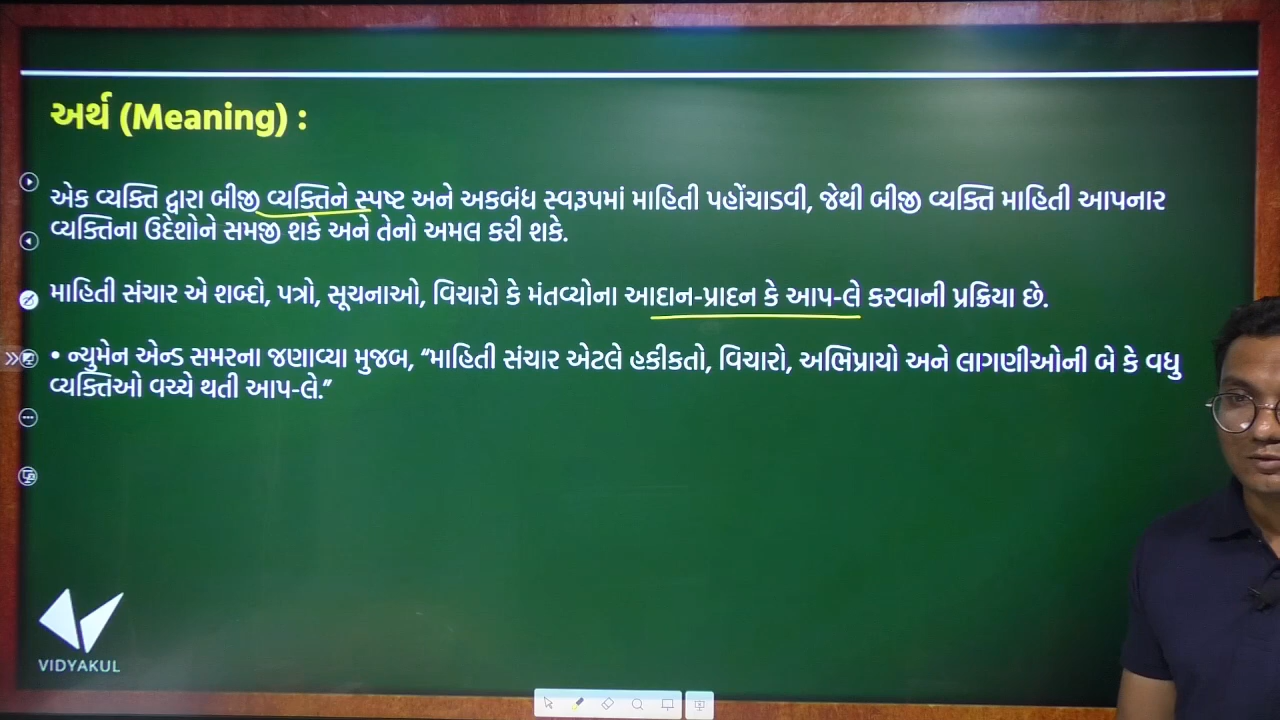 અર્થ (Meaning) :
એક વ્યક્તિ દ્વારા બીજી વ્યક્તિને સ્પષ્ટ અને અકબંધ સ્વરૂપમાં માહિતી પહોંચાડવી, જેથી બીજી વ્યક્તિ માહિતી આપનાર
વ્યક્તિના ઉદેશોને સમજી શકે અને તેનો અમલ કરી શકે.
માહિતી સંચાર એ શબ્દો, પત્રો, સૂચનાઓ, વિચારો કે મંતવ્યોના આદાન-પ્રાદન કે આપ-લે કરવાની પ્રક્રિયા છે.
• ન્યુમેન એન્ડ સમરના જણાવ્યા મુજબ, “માહિતી સંચાર એટલે હકીકતો, વિચારો, અભિપ્રાયો અને લાગણીઓની બે કે વધુ
વ્યક્તિઓ વચ્ચે થતી આપ-લે.”
VIDYAKUL